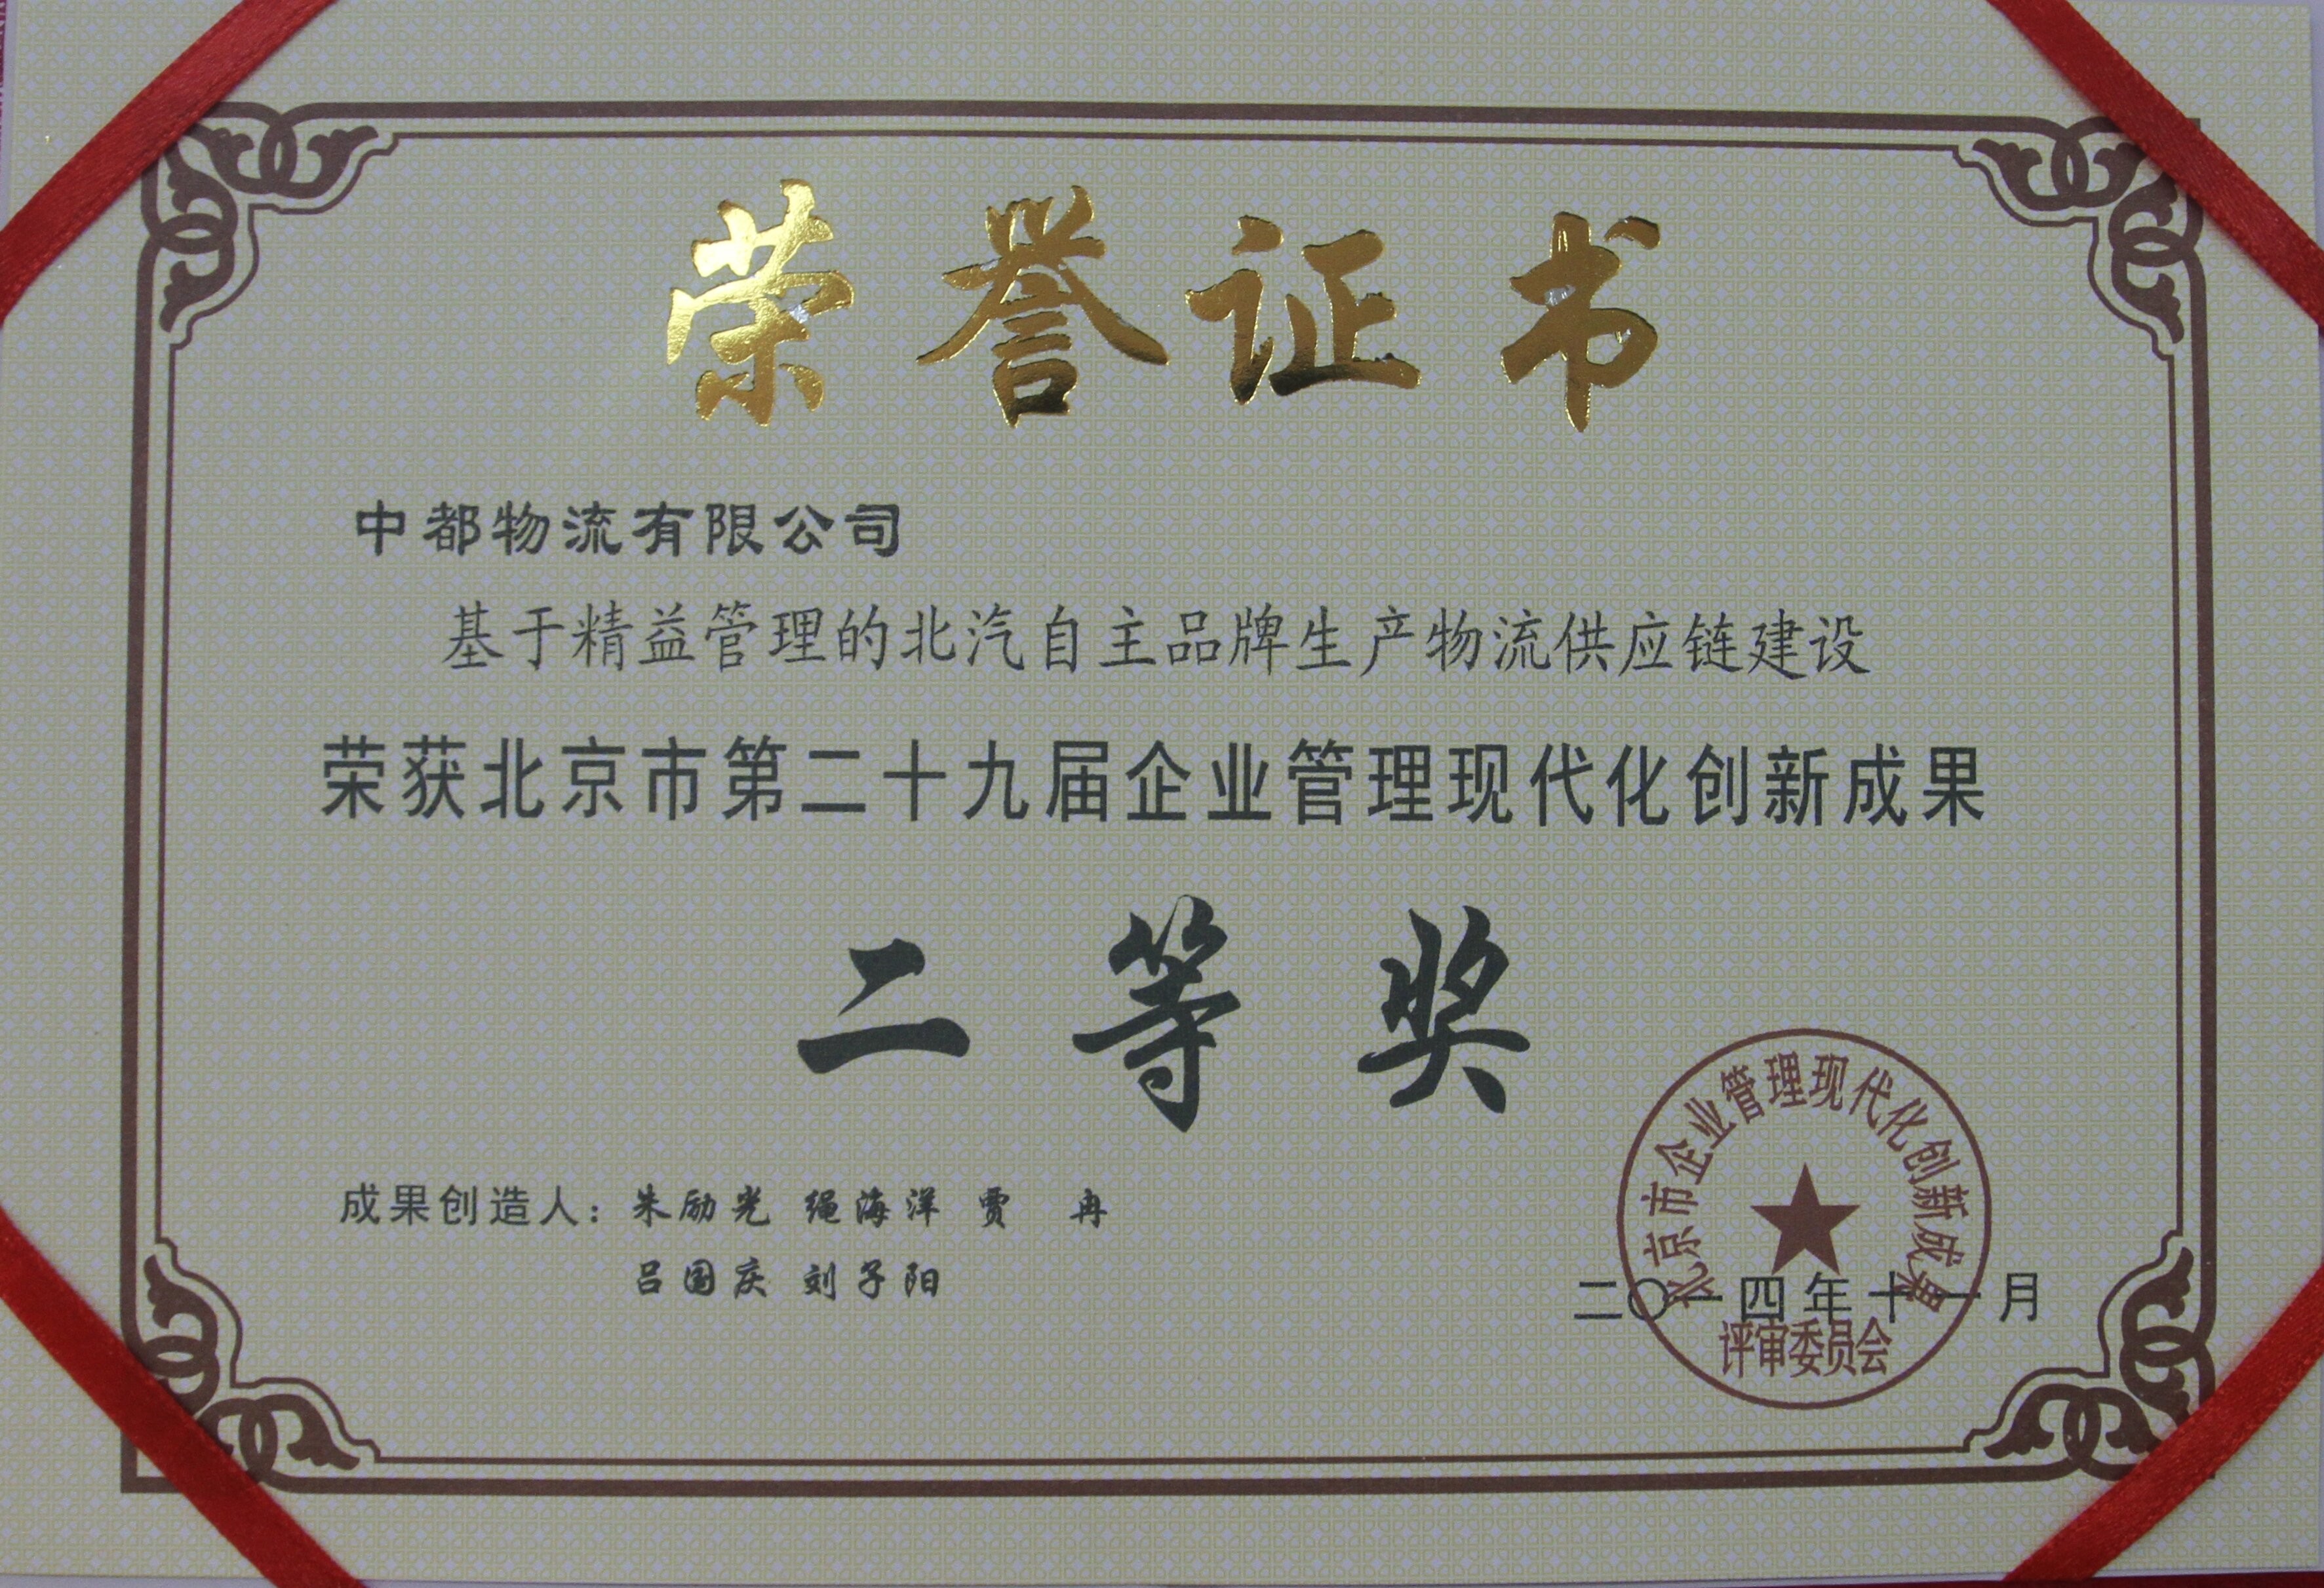 荣誉证书
中都物流有限公司
基于精益管理的北汽自主品牌生产物流供应链建设
荣获北京市第二十九届企业管理现代化创新成果
二等奖
成果创造人：朱励光 绳海洋 贾 冉
吕国庆 刘子阳
北京市企业管理现代化创新成果
二〇一四年十一月
评审委员会